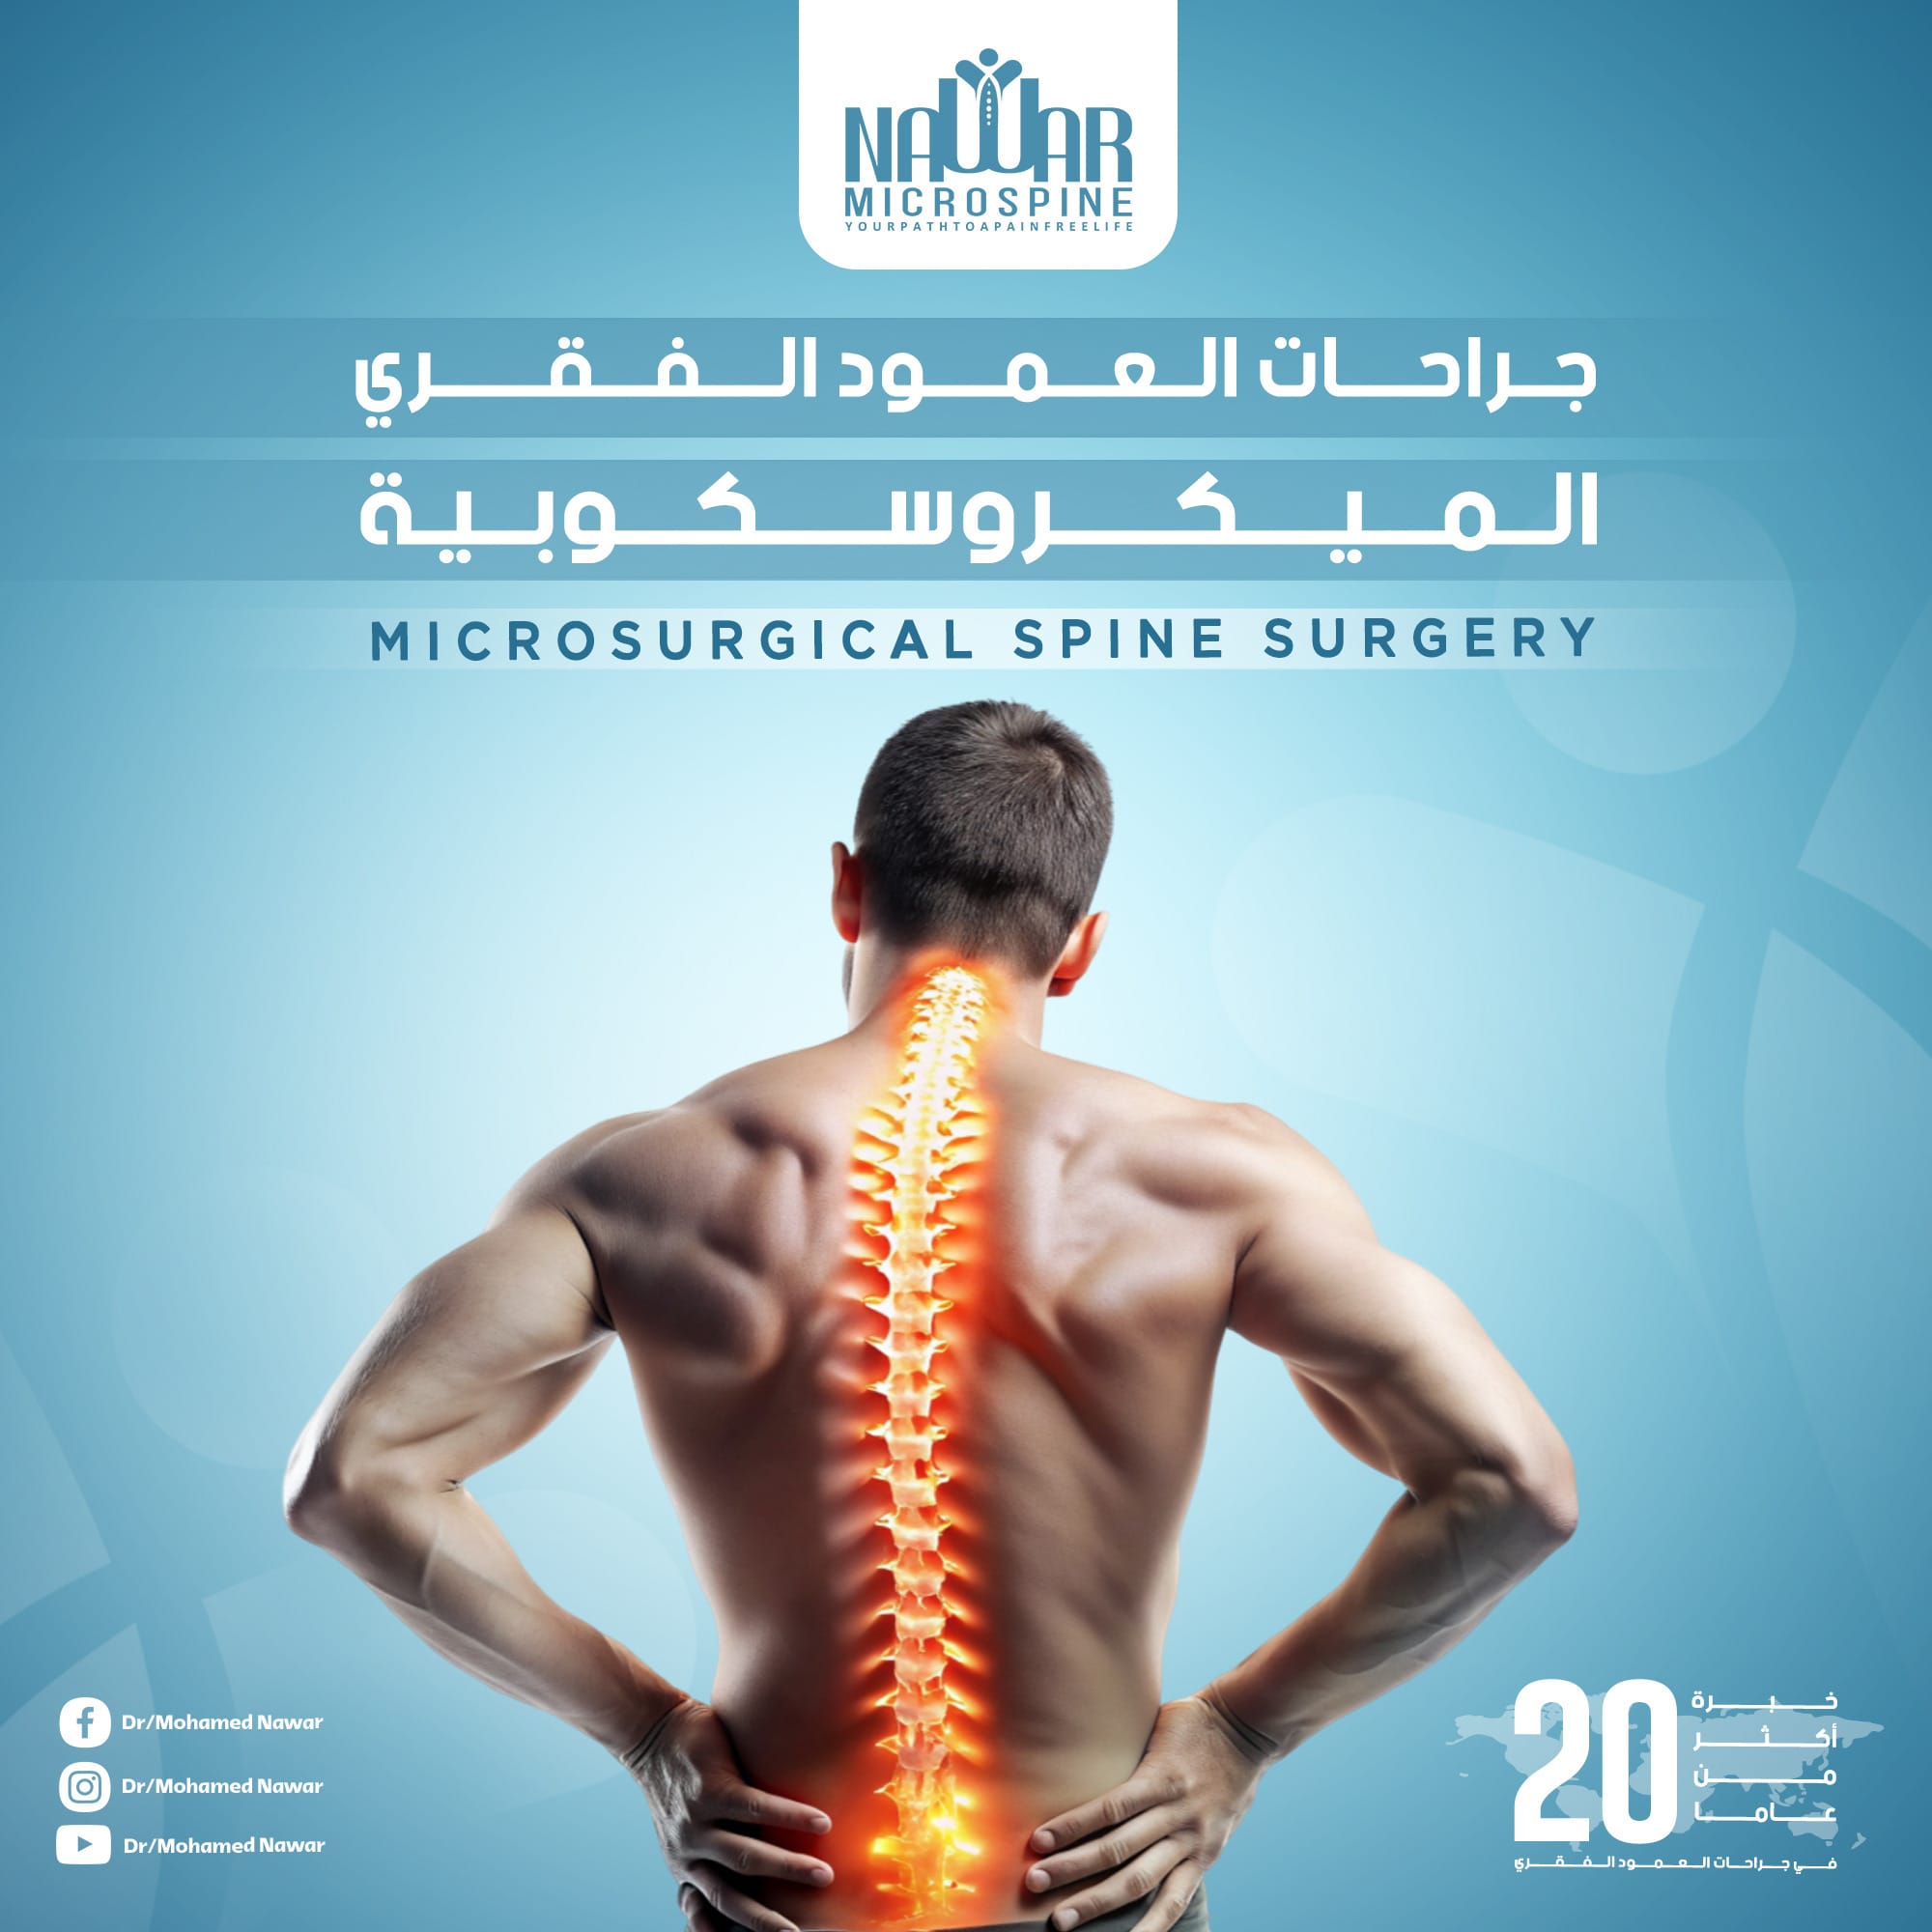 NAWAR
MICROSPINE
YOURPATHTOAPAINFREELIFE
جراحات العمود الفقري
الميكروسكوبية
MICROSURGICAL SPINE SURGERY
Dr/Mohamed Nawar
Dr/Mohamed Nawar
Dr/Mohamed Nawar
20
خبرة
أكثر
من
عاما
في جراحات العمود الفقري